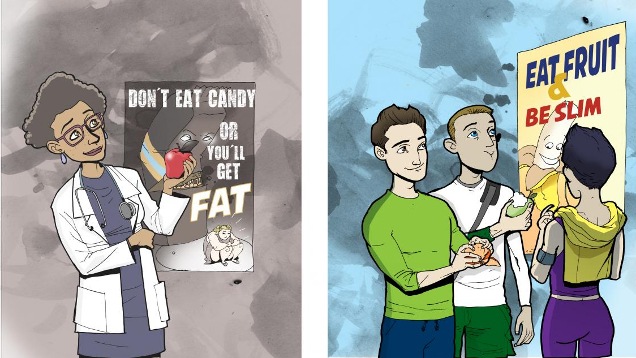 DON'T EAT CANDY
OR
YOU'LL
GET
FAT
EAT FRUIT
&
BE SLIM